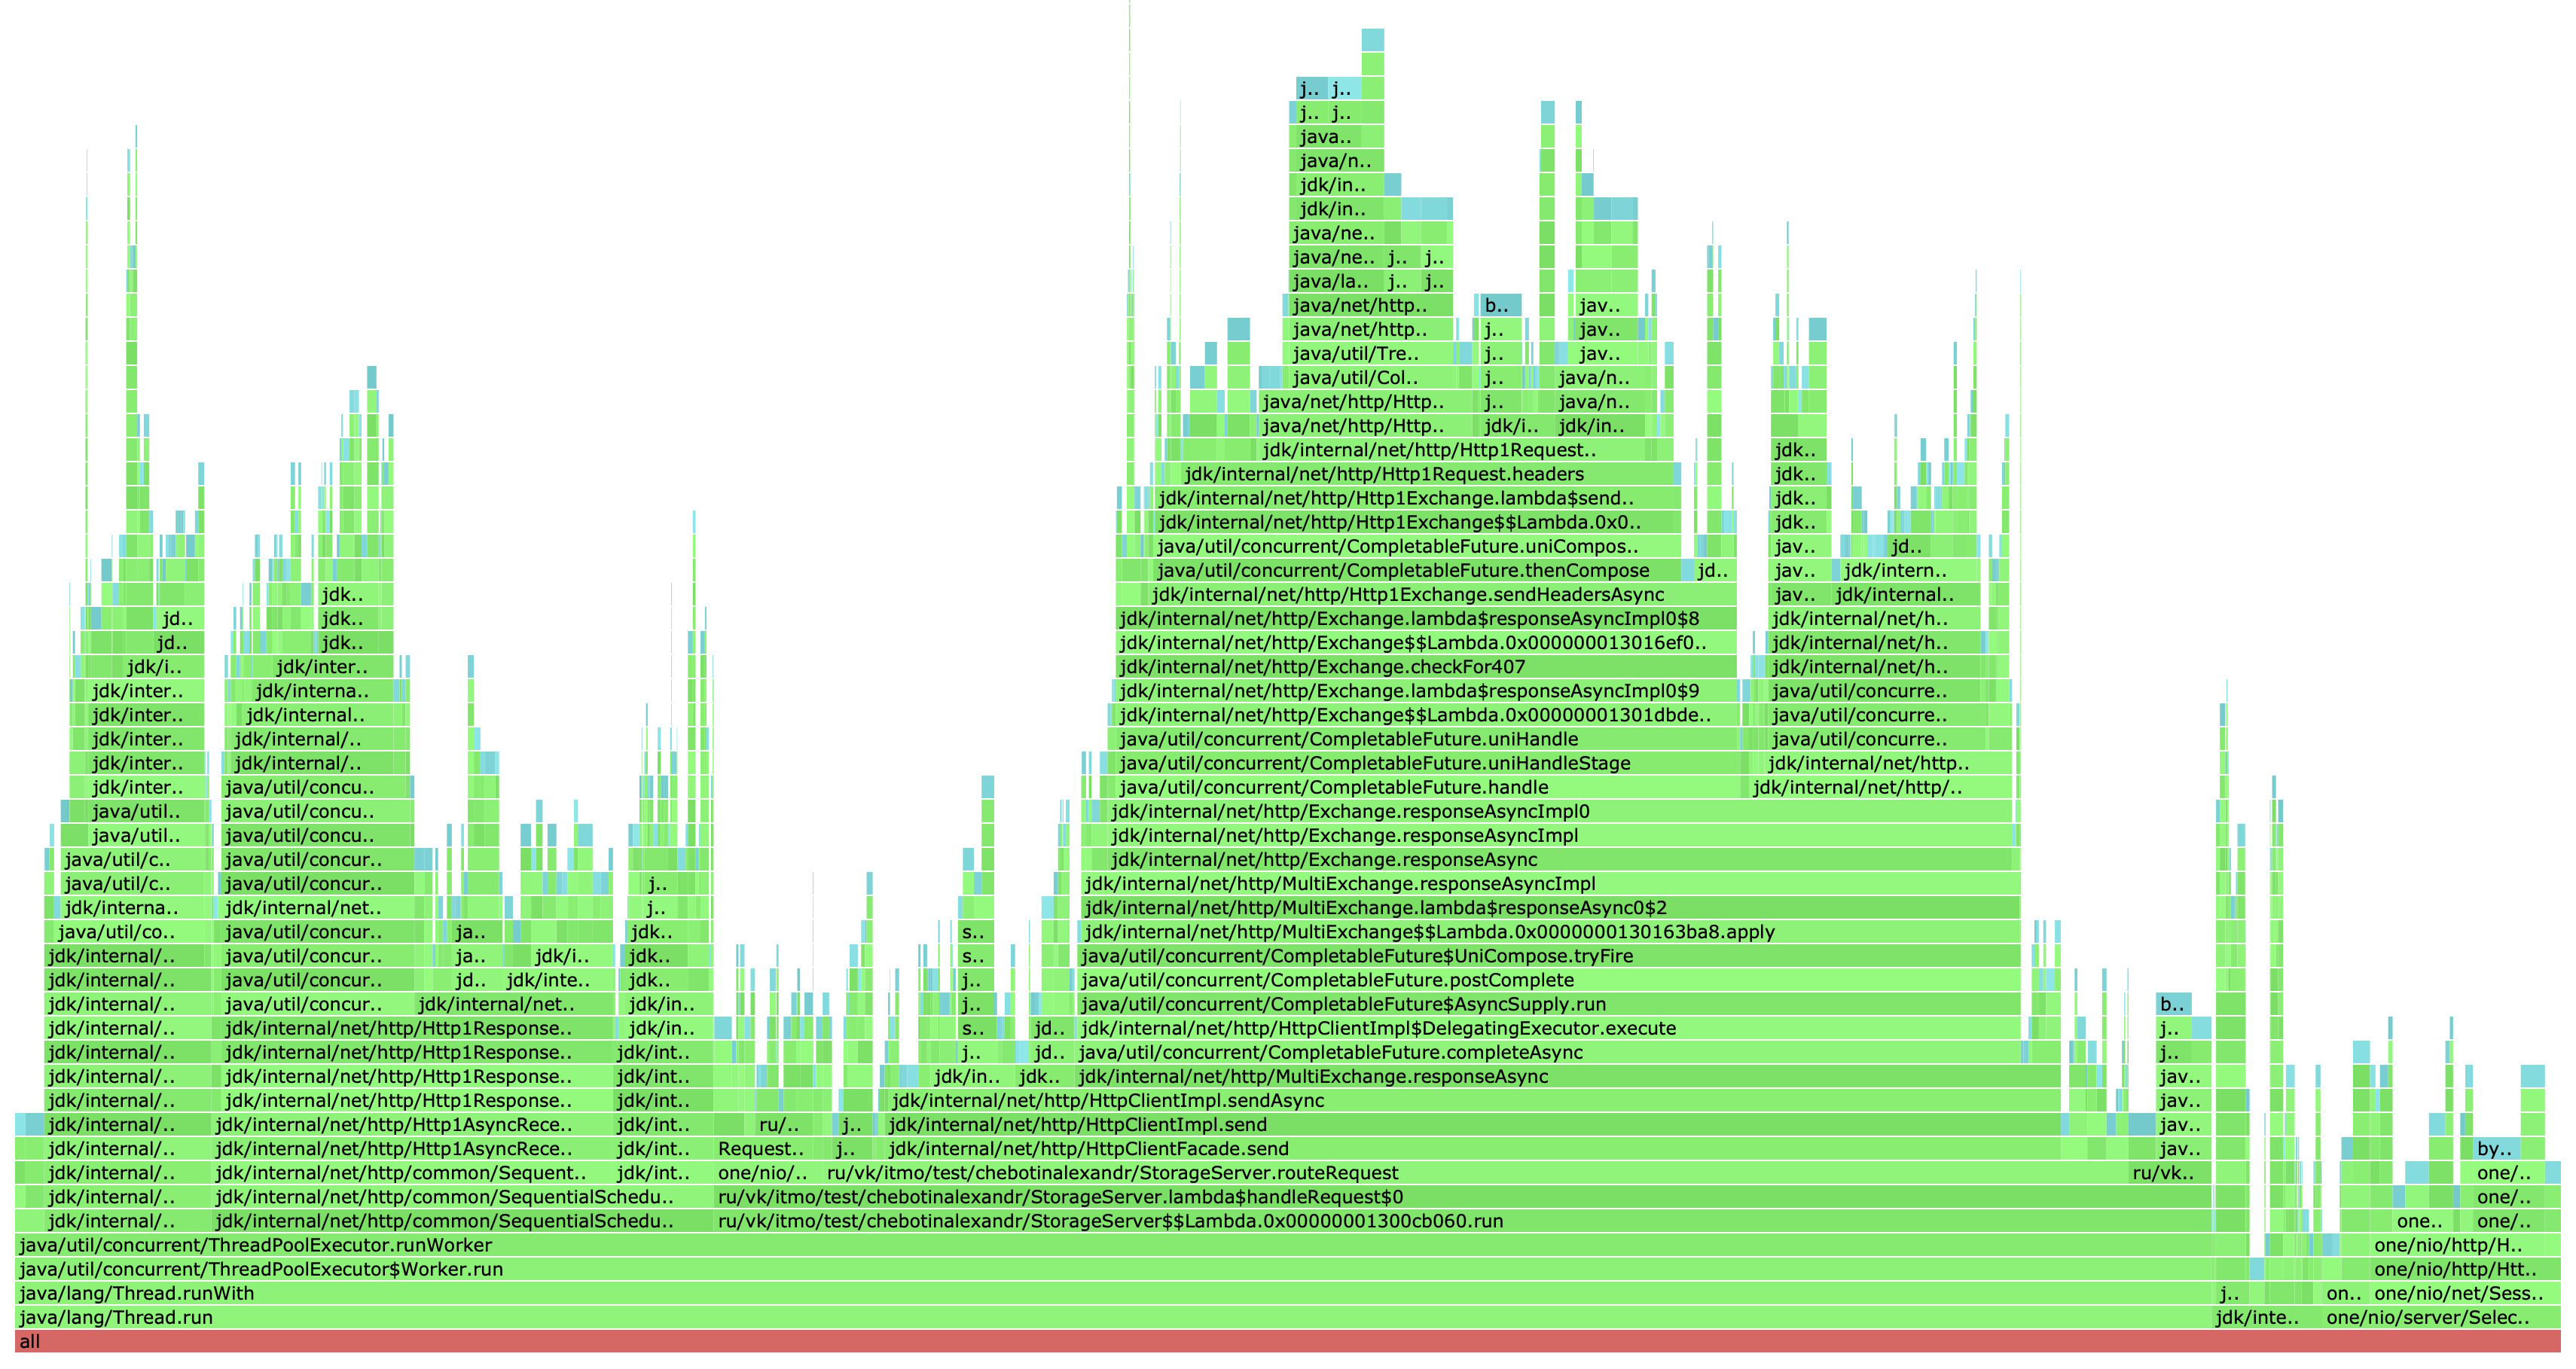 j.. j..
j.. j..
java..
java/n..
jdk/in..
jdk/in..
java/ne..
java/ne.. j.. j..
java/la.. j.. j..
java/net/http.. b.. jav..
java/net/http.. j.. jav..
java/util/Tre.. j.. jav..
java/util/Col.. j.. java/n..
java/net/http/Http.. j.. java/n..
java/net/http/Http.. jdk/i.. jdk/in..
jdk/internal/net/http/Http1Request.. jdk..
jdk/internal/net/http/Http1Request.headers jdk..
jdk/internal/net/http/Http1Exchange.lambda$send.. jdk..
jdk/internal/net/http/Http1Exchange$$Lambda.0x0.. jdk..
java/util/concurrent/CompletableFuture.uniCompos.. jav.. jd..
java/util/concurrent/CompletableFuture.thenCompose jd.. jav.. jdk/intern..
jdk.. jdk/internal/net/http/Http1Exchange.sendHeadersAsync jav.. jdk/internal..
jd.. jdk.. jdk/internal/net/http/Exchange.lambda$responseAsyncImpl0$8 jdk/internal/net/h..
jd.. jdk.. jdk/internal/net/http/Exchange$$Lambda.0x000000013016ef0.. jdk/internal/net/h..
jdk/i.. jdk/inter.. jdk/internal/net/http/Exchange.checkFor407 jdk/internal/net/h..
jdk/inter.. jdk/interna.. jdk/internal/net/http/Exchange.lambda$responseAsyncImpl0$9 java/util/concurre..
jdk/inter.. jdk/internal.. jdk/internal/net/http/Exchange$$Lambda.0x00000001301dbde.. java/util/concurre..
jdk/inter.. jdk/internal/.. java/util/concurrent/CompletableFuture.uniHandle java/util/concurre..
jdk/inter.. jdk/internal/.. java/util/concurrent/CompletableFuture.uniHandleStage jdk/internal/net/http..
jdk/inter.. java/util/concu.. java/util/concurrent/CompletableFuture.handle jdk/internal/net/http/..
java/util.. java/util/concu.. jdk/internal/net/http/Exchange.responseAsyncImpl0
java/util.. java/util/concu.. jdk/internal/net/http/Exchange.responseAsyncImpl
java/util/c.. java/util/concur.. jdk/internal/net/http/Exchange.responseAsync
java/util/c.. java/util/concur.. j.. jdk/internal/net/http/MultiExchange.responseAsyncImpl
jdk/interna.. jdk/internal/net.. j.. jdk/internal/net/http/MultiExchange.lambda$responseAsync0$2
java/util/co.. java/util/concur.. ja.. jdk.. s.. jdk/internal/net/http/MultiExchange$$Lambda.0x0000000130163ba8.apply
jdk/internal/.. java/util/concur.. ja.. jdk/i.. jdk.. s.. java/util/concurrent/CompletableFuture$UniCompose.tryFire
jdk/internal/.. java/util/concur.. jd.. jdk/inte.. jdk.. j.. java/util/concurrent/CompletableFuture.postComplete
jdk/internal/.. java/util/concur.. jdk/internal/net.. jdk/in.. j.. java/util/concurrent/CompletableFuture$AsyncSupply.run b..
jdk/internal/.. jdk/internal/net/http/Http1Response.. jdk/in.. s.. jd.. jdk/internal/net/http/HttpClientImpl$DelegatingExecutor.execute j..
jdk/internal/.. jdk/internal/net/http/Http1Response.. jdk/int.. j.. jd.. java/util/concurrent/CompletableFuture.completeAsync j..
jdk/internal/.. jdk/internal/net/http/Http1Response.. jdk/int.. jdk/in.. jdk.. jdk/internal/net/http/MultiExchange.responseAsync jav..
jdk/internal/.. jdk/internal/net/http/Http1Response.. jdk/int.. jdk/internal/net/http/HttpClientImpl.sendAsync jav..
jdk/internal/.. jdk/internal/net/http/Http1AsyncRece.. jdk/int.. ru/.. j.. jdk/internal/net/http/HttpClientImpl.send jav..
jdk/internal/.. jdk/internal/net/http/Http1AsyncRece.. jdk/int.. Request.. j.. jdk/internal/net/http/HttpClientFacade.send jav.. by..
jdk/internal/.. jdk/internal/net/http/common/Sequent.. jdk/int.. one/nio/.. ru/vk/itmo/test/chebotinalexandr/StorageServer.routeRequest ru/vk.. one/..
jdk/internal/.. jdk/internal/net/http/common/SequentialSchedu.. ru/vk/itmo/test/chebotinalexandr/StorageServer.lambda$handleRequest$0 one/..
jdk/internal/.. jdk/internal/net/http/common/SequentialSchedu.. ru/vk/itmo/test/chebotinalexandr/StorageServer$$Lambda.0x00000001300cb060.run one.. one/..
java/util/concurrent/ThreadPoolExecutor.runWorker one/nio/http/H..
java/util/concurrent/ThreadPoolExecutor$Worker.run one/nio/http/Htt..
java/lang/Thread.runWith j.. on.. one/nio/net/Sess..
java/lang/Thread.run jdk/inte.. one/nio/server/Selec..
all